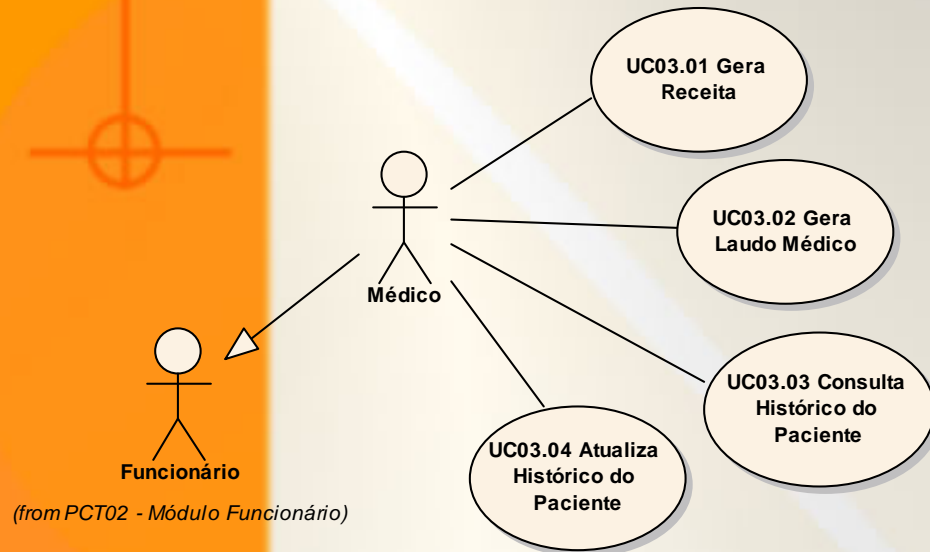 UC03.01 Gera
Receita
UC03.02 Gera
Laudo Médico
Médico
UC03.03 Consulta
Histórico do
Paciente
UC03.04 Atualiza
Histórico do
Paciente
Funcionário
(from PCT02 - Módulo Funcionário)